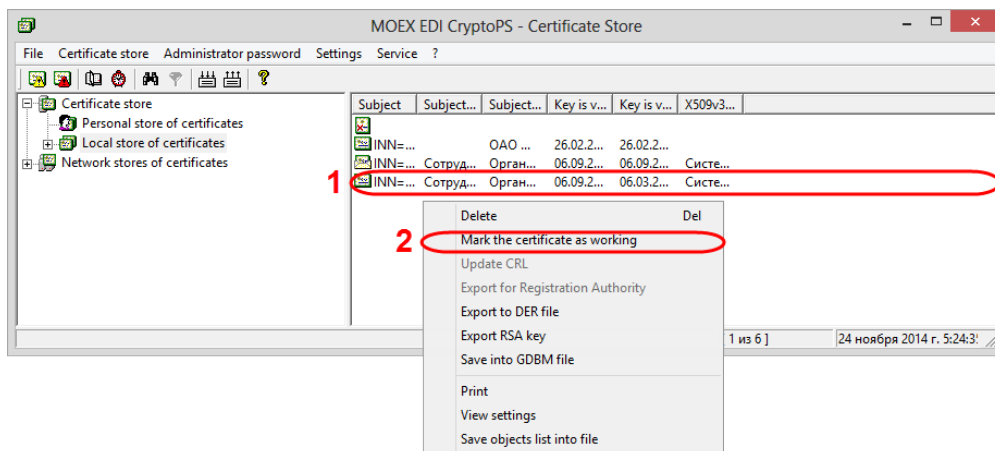 MOEX EDI CryptoPS - Certificate Store
File Certificate store Administrator password Settings Service ?
Certificate store
Personal store of certificates
Local store of certificates
Network stores of certificates
Subject Subject... Subject... Key is v... Key is v... X509v3...
INN=... ОАО ... 26.02.2... 26.02.2...
INN=... Сотруд... Орган... 06.09.2... 06.09.2... Систе...
1 INN=... Сотруд... Орган... 06.09.2... 06.03.2... Систе...
Delete Del
2 Mark the certificate as working
Update CRL
Export for Registration Authority
Export to DER file
Export RSA key
Save into GDBM file
Print
View settings
Save objects list into file
1 из 6 ] 24 ноября 2014 г. 5:24:3